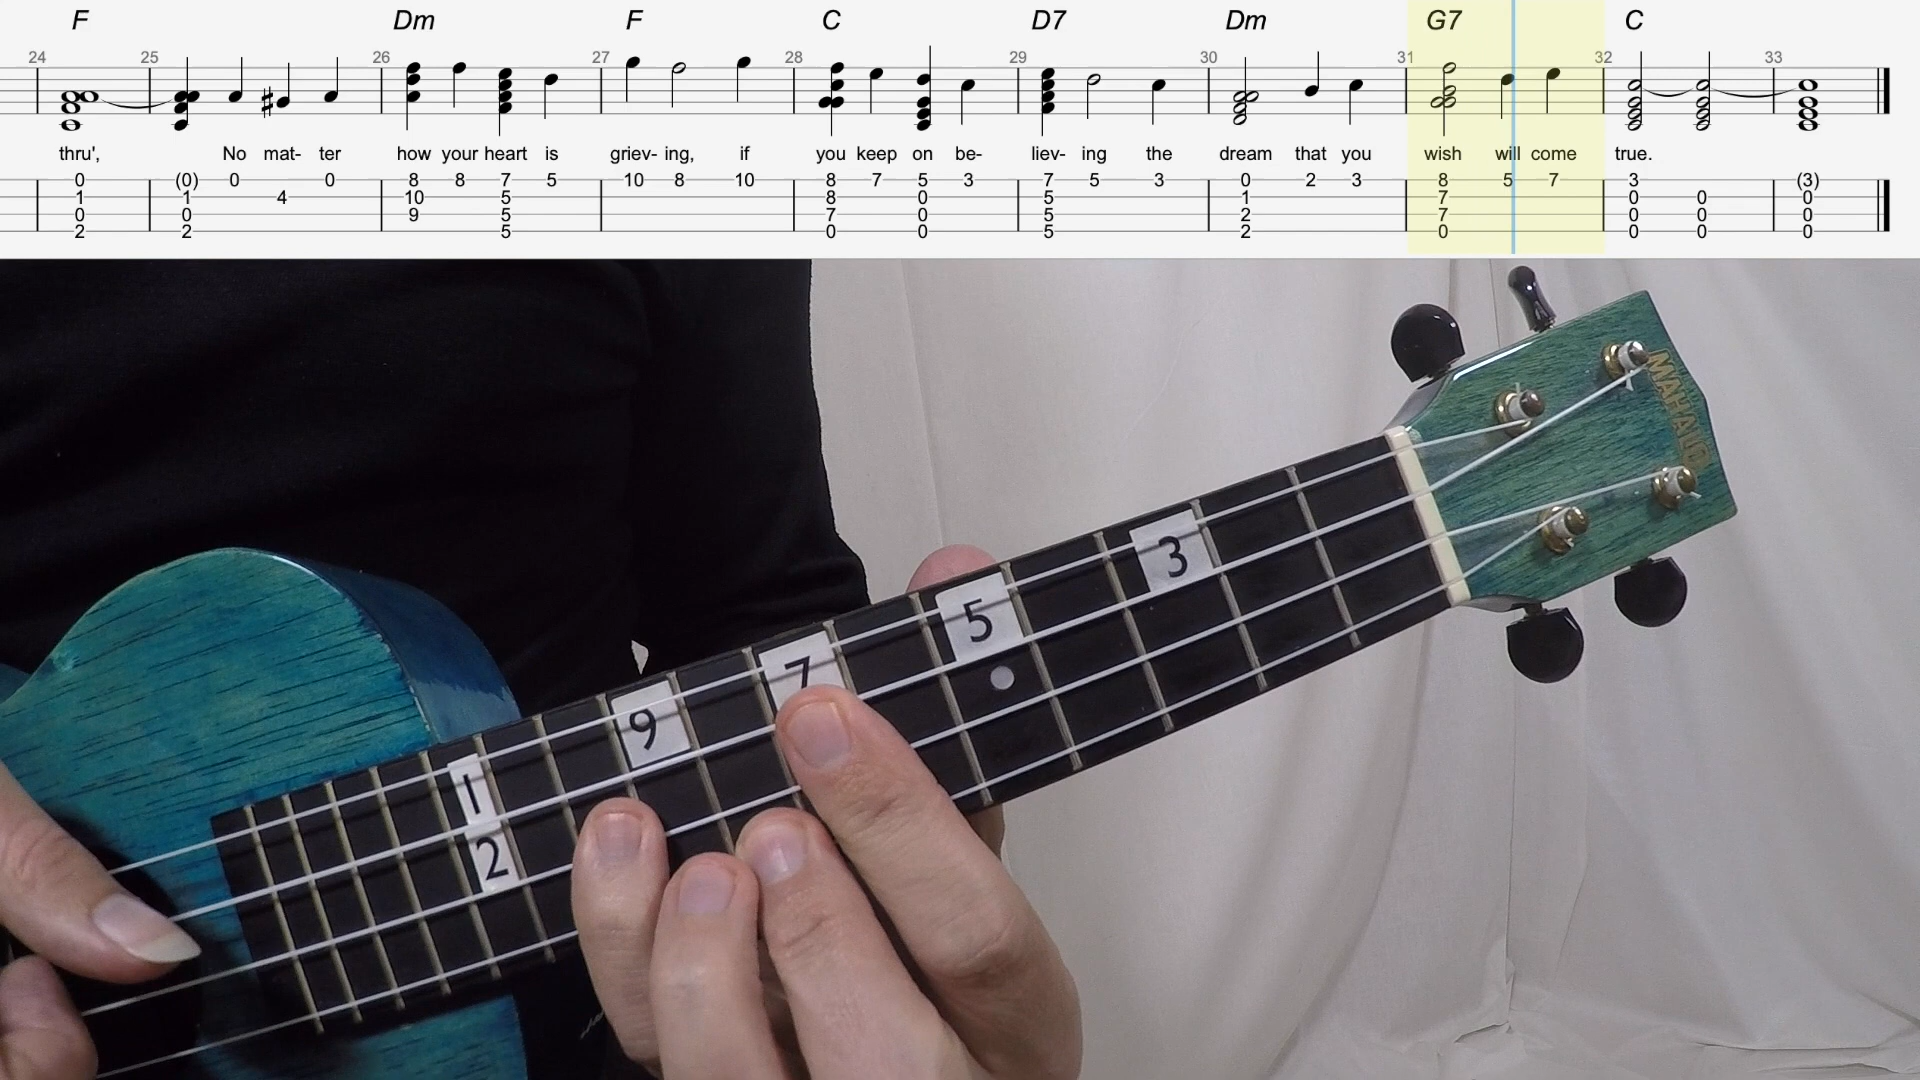 F Dm F C D7 Dm G7 C
24 25 26 27 28 29 30 31 32 33
thru', No mat- ter how your heart is griev- ing, if you keep on be- liev- ing the dream that you wish will come true.
0 (0) 0 0 8 8 7 5 10 8 10 8 7 5 3 7 5 3 0 2 3 8 5 7 3 (3)
1 1 4 10 5 8 0 5 1 7 0 0
0 0 9 5 7 0 5 2 7 0 0 0
2 2 5 0 0 5 2 0 0 0 0
MAHALO
3
5
7
9
1
2